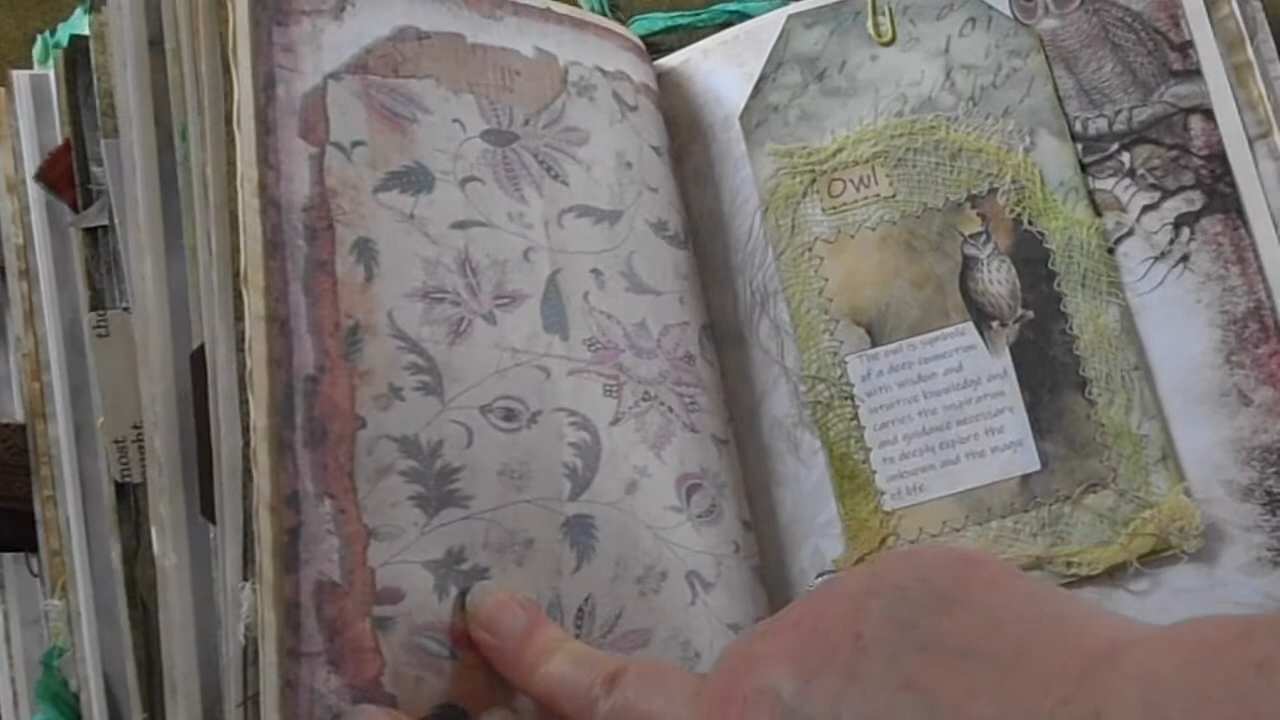 the
most
ught
Owl
The owl is symbolic
of a deep connection
with wisdom and
intuitive knowledge and
carries the inspiration
and guidance necessary
to deeply explore the
unknown and the magic
of life.